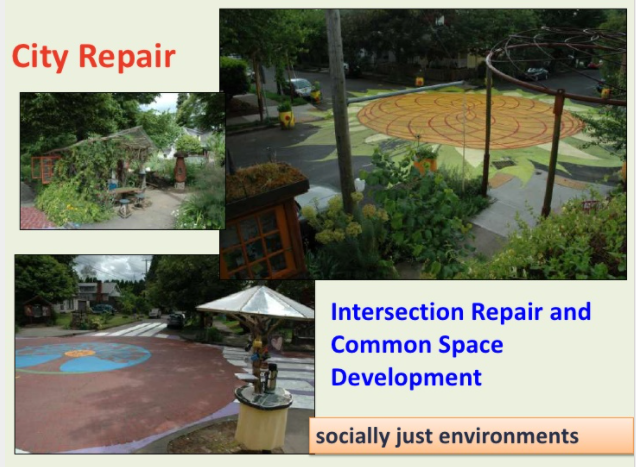 City Repair
Intersection Repair and
Common Space
Development
socially just environments